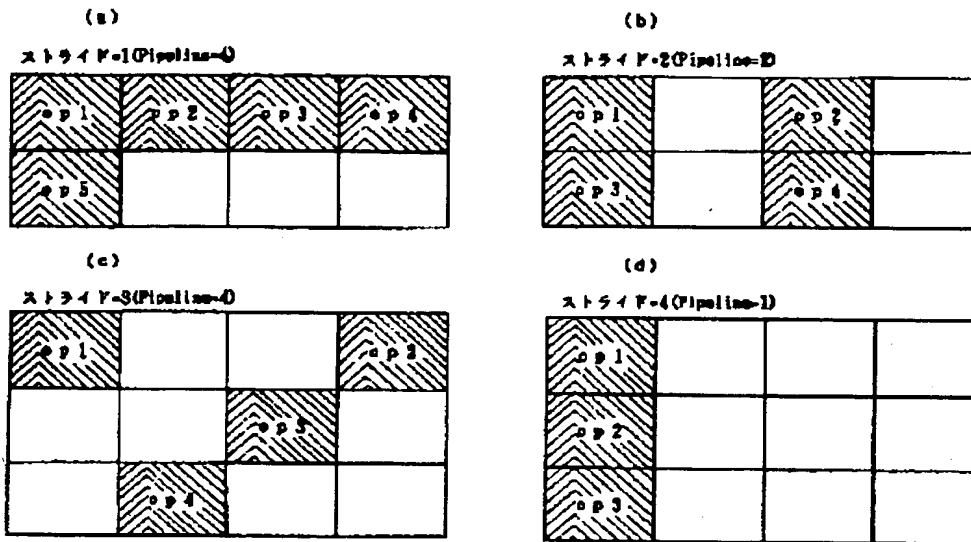 (a)
ストライド=1(Pipeline=4)
op1 op2 op3 op4
op5
(b)
ストライド=2(Pipeline=2)
op1 op2
op3 op4
(c)
ストライド=3(Pipeline=4)
op1 op2
op3
op4
(d)
ストライド=4(Pipeline=1)
op1
op2
op3